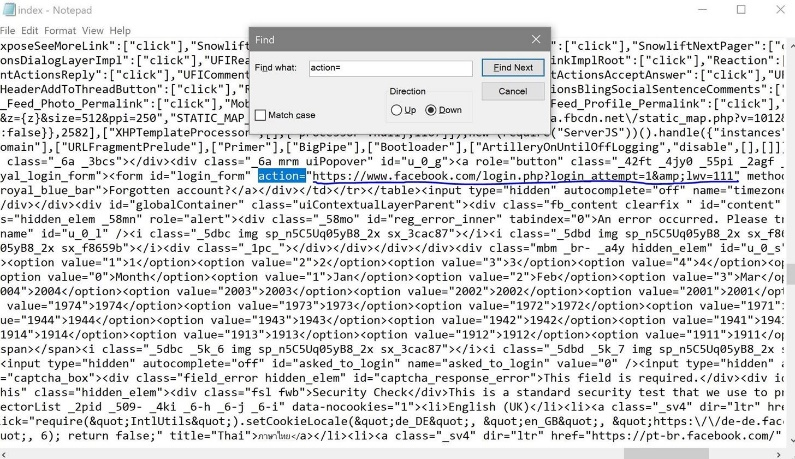 index - Notepad
File Edit Format View Help
Find
Find what:
action=
Find Next
Cancel
Direction
Up
Down
Match case
xposeSeeMoreLink":["click"],"Snowlift
"SnowliftNextPager":["c
onsDialogLayerImpl":["click"],"UFIRea
inkImplRoot":["click"],"Reaction":[
ntActionsReply":["click"],"UFIComment
ActionsAcceptAnswer":["click"],"UF
HeaderAddToThreadButton":["click"],"R
onsBlingSocialSentenceComments":
_Feed_Photo_Permalink":["click"],"Mob
Feed_Profile_Permalink":["click"],
&z={z}&size=512&ppi=250","STATIC_MAP_
a.fbcdn.net\/static_map.php?v=1012&
:false}},2582],["XHPTemplateProcessor
(require("ServerJS"))().handle({"instances"
omain"],["URLFragmentPrelude"],["Primer"],["BigPipe"],["Bootloader"],["ArtilleryOnUntilOffLogging","disable",[],[]]
class="_6a _3bcs"></div><div class="_6a mrm uiPopover" id="u_0_g"><a role="button" class="_42ft _4jy0 _55pi _2agf _
yal_login_form"><form id="login_form" action="https://www.facebook.com/login.php?login_attempt=1&amp;lwv=111" metho
royal_blue_bar">Forgotten account?</a></div></td></tr></table><input type="hidden" autocomplete="off" name="timezone
/div></div><div id="globalContainer" class="uiContextualLayerParent"><div class="fb_content clearfix " id="content"
s="hidden_elem _58mn" role="alert"><div class="_58mo" id="reg_error_inner" tabindex="0">An error occurred. Please tr
name" id="u_0_l" /><i class="_5dbc img sp_n5C5Uq05yB8_2x sx_3cac87"></i><i class="_5dbd img sp_n5C5Uq05yB8_2x sx_f
05yB8_2x sx_f8659b"></i><div class="_1pc_"></div></div></div></div><div class="mbm _br- _a4y hidden_elem" id="u_0_s"
><option value="1">1</option><option value="2">2</option><option value="3">3</option><option value="4">4</option><o
option value="0">Month</option><option value="1">Jan</option><option value="2">Feb</option><option value="3">Mar</op
004">2004</option><option value="2003">2003</option><option value="2002">2002</option><option value="2001">2001</opt
value="1974">1974</option><option value="1973">1973</option><option value="1972">1972</option><option value="1971":
ue="1944">1944</option><option value="1943">1943</option><option value="1942">1942</option><option value="1941">1941
1914">1914</option><option value="1913">1913</option><option value="1912">1912</option><option value="1911">1911</op
span></span><i class="_5dbc _5k_6 img sp_n5C5Uq05yB8_2x sx_3cac87"></i><i class="_5dbd _5k_7 img sp_n5C5Uq05yB8_2x s
<input type="hidden" autocomplete="off" id="asked_to_login" name="asked_to_login" value="0" /><input type="hidden" a
="captcha_box"><div class="field_error hidden_elem" id="captcha_response_error">This field is required.</div><div id
his" class="hidden_elem"><div class="fsl fwb">Security Check</div>This is a standard security test that we use to pr
ectorList _2pid _509- _4ki _6-h _6-j _6-i" data-nocookies="1"><li>English (UK)</li><li><a class="_sv4" dir="ltr" hre
ick="require(&quot;IntlUtils&quot;).setCookieLocale(&quot;de_DE&quot;, &quot;en_GB&quot;, &quot;https:\/\/de-de.face
uot;, 6); return false;" title="Thai">ภาษาไทย</a></li><li><a class="_sv4" dir="ltr" href="https://pt-br.facebook.com/"